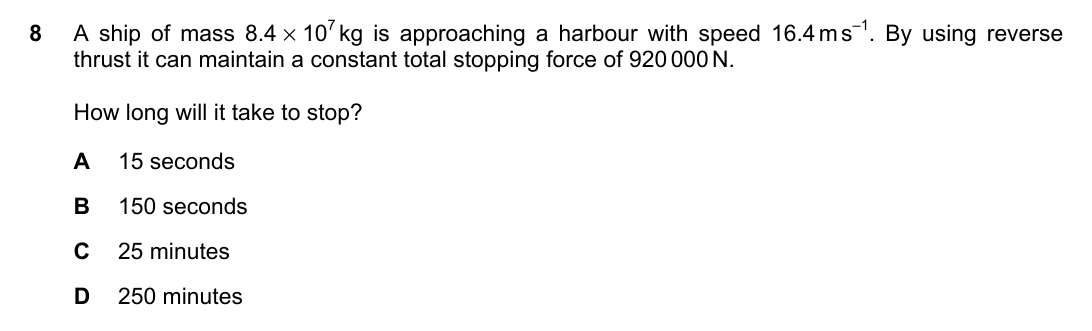 8 A ship of mass 8.4 × 10⁷ kg is approaching a harbour with speed 16.4 m s⁻¹. By using reverse
thrust it can maintain a constant total stopping force of 920 000 N.
How long will it take to stop?
A 15 seconds
B 150 seconds
C 25 minutes
D 250 minutes